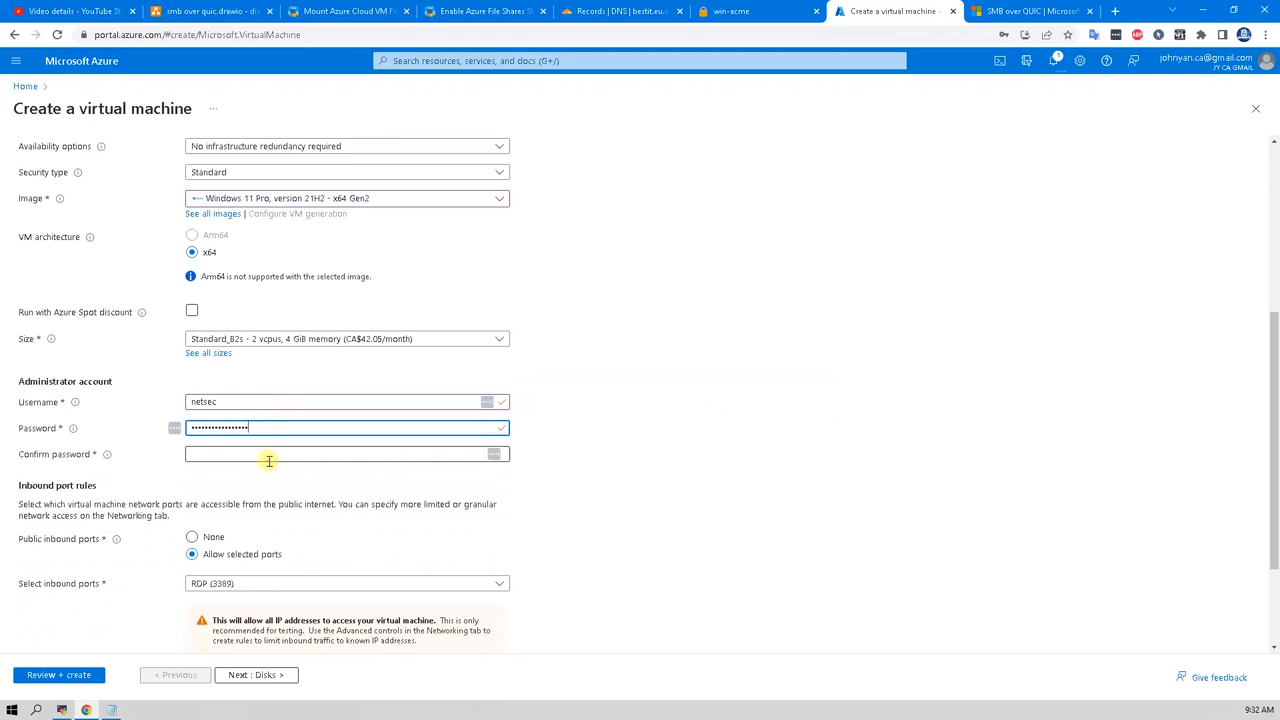 Video details - YouTube St
smb over quic.drawio - dia
Mount Azure Cloud VM Fi
Enable Azure File Shares S
Records | DNS | bestit.eu.o
win-acme
Create a virtual machine -
SMB over QUIC | Microsof
portal.azure.com/#create/Microsoft.VirtualMachine
Microsoft Azure
Search resources, services, and docs (G+/)
1
johnyan.ca@gmail.com
JY CA GMAIL
Home >
Create a virtual machine ...
Availability options
No infrastructure redundancy required
Security type
Standard
Image *
Windows 11 Pro, version 21H2 - x64 Gen2
See all images | Configure VM generation
VM architecture
Arm64
x64
Arm64 is not supported with the selected image.
Run with Azure Spot discount
Size *
Standard_B2s - 2 vcpus, 4 GiB memory (CA$42.05/month)
See all sizes
Administrator account
Username *
netsec
Password *
Confirm password *
Inbound port rules
Select which virtual machine network ports are accessible from the public internet. You can specify more limited or granular
network access on the Networking tab.
Public inbound ports *
None
Allow selected ports
Select inbound ports *
RDP (3389)
This will allow all IP addresses to access your virtual machine. This is only
recommended for testing. Use the Advanced controls in the Networking tab to
create rules to limit inbound traffic to known IP addresses.
Review + create
< Previous
Next : Disks >
Give feedback
9:32 AM